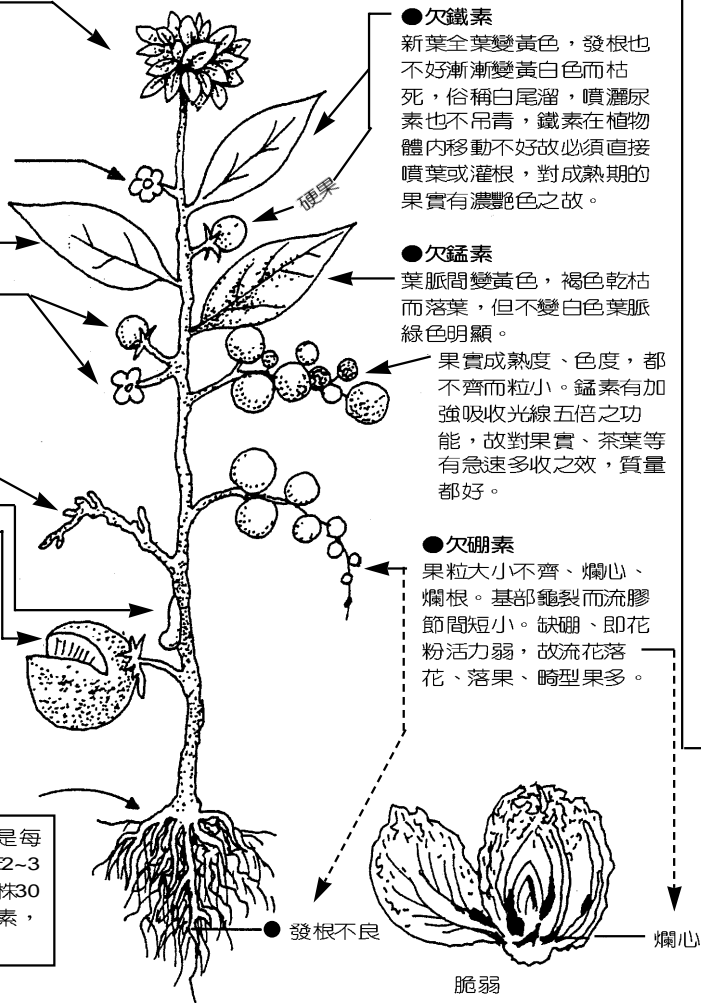 ●欠鐵素
新葉全葉變黃色，發根也
不好漸漸變黃白色而枯
死，俗稱白尾溜，噴灑尿
素也不吊青，鐵素在植物
體內移動不好故必須直接
噴葉或灌根，對成熟期的
果實有濃艷色之故。
硬果
●欠錳素
葉脈間變黃色，褐色乾枯
而落葉，但不變白色葉脈
綠色明顯。
果實成熟度、色度，都
不齊而粒小。錳素有加
強吸收光線五倍之功
能，故對果實、茶葉等
有急速多收之效，質量
都好。
●欠硼素
果粒大小不齊、爛心、
爛根。基部龜裂而流膠
節間短小。缺硼、即花
粉活力弱，故流花落
花、落果、畸型果多。
是每
2~3
株30
素，
●發根不良
爛心
脆弱